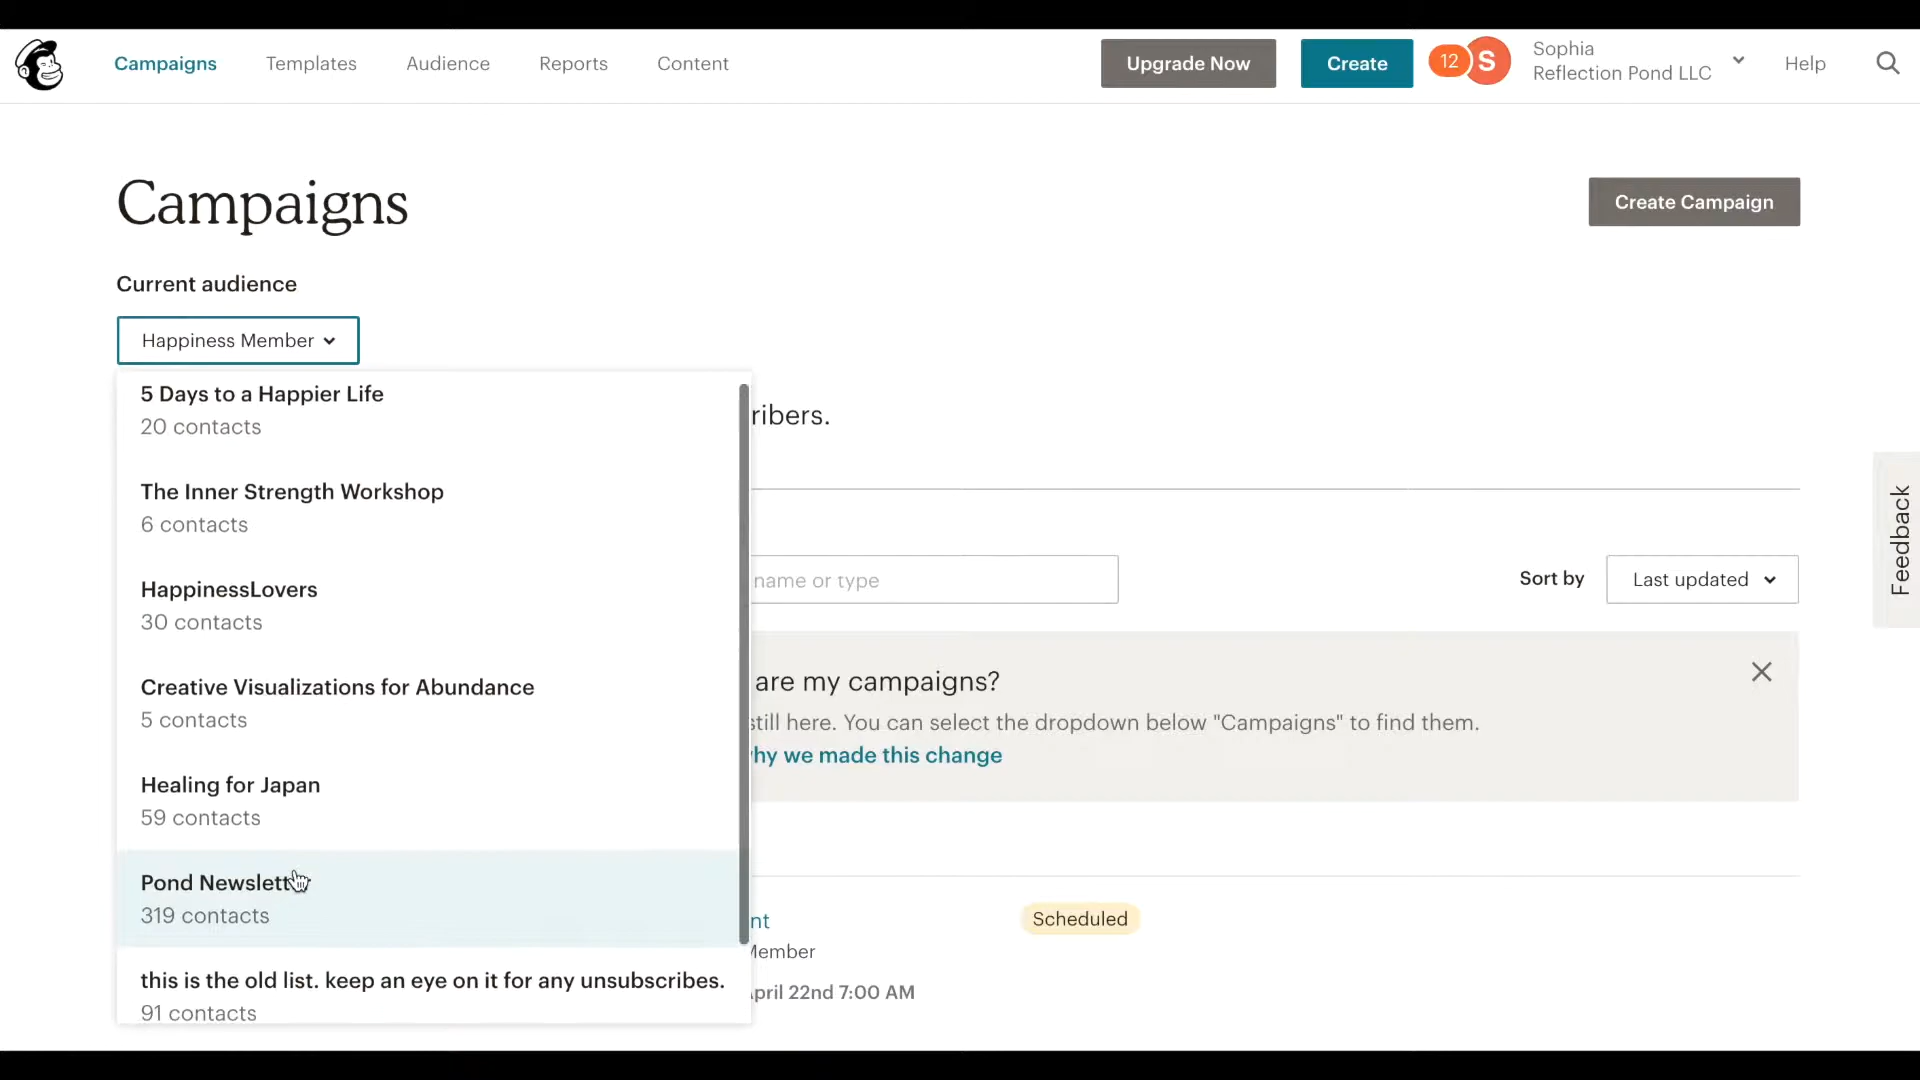 Campaigns
Templates
Audience
Reports
Content
Upgrade Now
Create
12
S
Sophia
Reflection Pond LLC
Help
Campaigns
Create Campaign
Current audience
Happiness Member
5 Days to a Happier Life
20 contacts
ribers.
The Inner Strength Workshop
6 contacts
HappinessLovers
30 contacts
name or type
Sort by
Last updated
Feedback
Creative Visualizations for Abundance
5 contacts
are my campaigns?
still here. You can select the dropdown below "Campaigns" to find them.
hy we made this change
Healing for Japan
59 contacts
Pond Newslett
319 contacts
nt
Scheduled
Member
this is the old list. keep an eye on it for any unsubscribes.
91 contacts
pril 22nd 7:00 AM